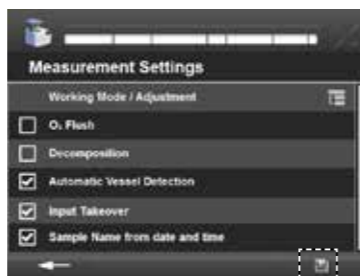 Measurement Settings
Working Mode / Adjustment
O₂ Flush
Decomposition
Automatic Vessel Detection
Input Takeover
Sample Name from date and time